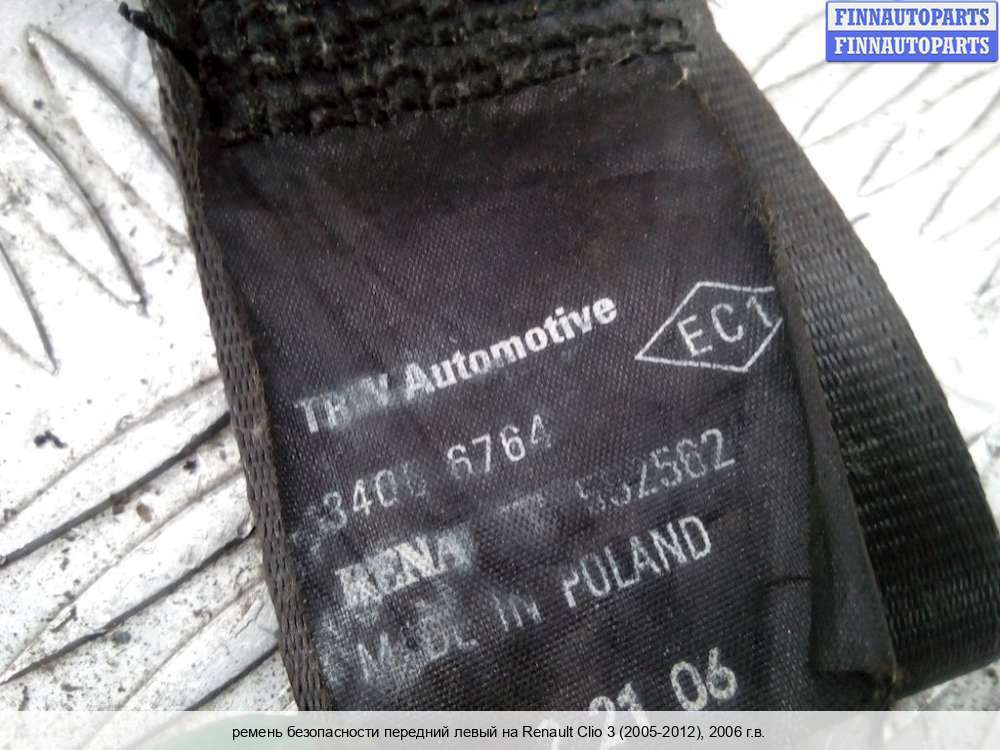 FINNAUTOPARTS
FINNAUTOPARTS
TRW Automotive
EC1
6764
MADE IN POLAND
21 06
ремень безопасности передний левый на Renault Clio 3 (2005-2012), 2006 г.в.